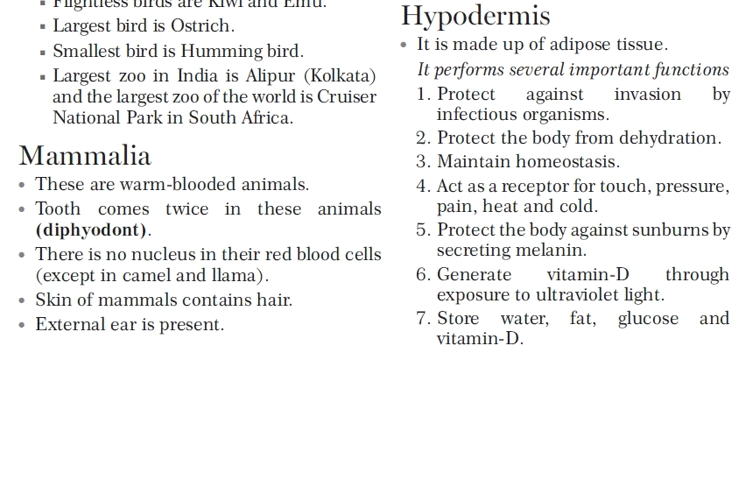 Flightless birds are Kiwi and Emu.
▪ Largest bird is Ostrich.
▪ Smallest bird is Humming bird.
▪ Largest zoo in India is Alipur (Kolkata)
and the largest zoo of the world is Cruiser
National Park in South Africa.
Mammalia
• These are warm-blooded animals.
• Tooth comes twice in these animals
(diphyodont).
• There is no nucleus in their red blood cells
(except in camel and llama).
• Skin of mammals contains hair.
• External ear is present.
Hypodermis
• It is made up of adipose tissue.
It performs several important functions
1. Protect against invasion by
infectious organisms.
2. Protect the body from dehydration.
3. Maintain homeostasis.
4. Act as a receptor for touch, pressure,
pain, heat and cold.
5. Protect the body against sunburns by
secreting melanin.
6. Generate vitamin-D through
exposure to ultraviolet light.
7. Store water, fat, glucose and
vitamin-D.